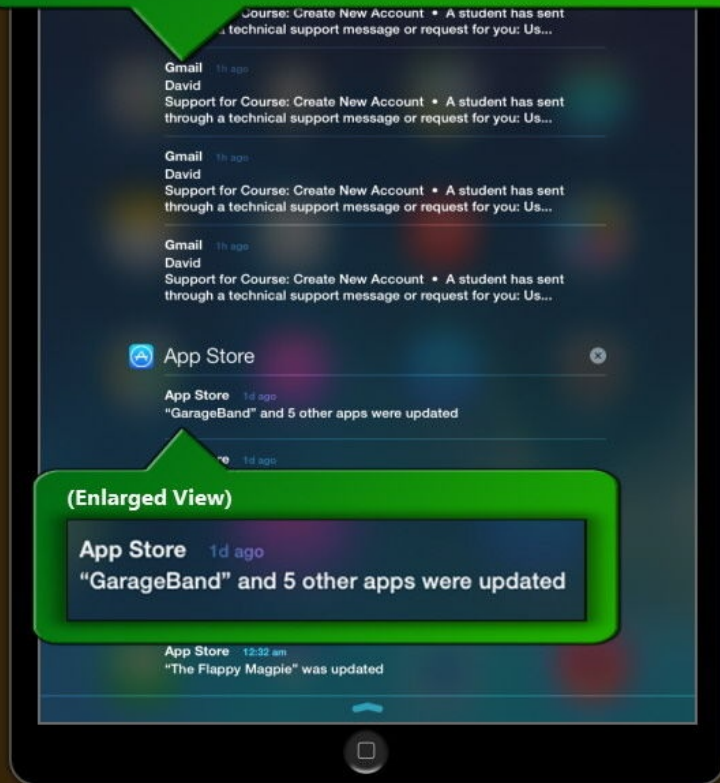 Course: Create New Account • A student has sent
a technical support message or request for you: Us...
Gmail 1h ago
David
Support for Course: Create New Account • A student has sent
through a technical support message or request for you: Us...
Gmail 1h ago
David
Support for Course: Create New Account • A student has sent
through a technical support message or request for you: Us...
Gmail 1h ago
David
Support for Course: Create New Account • A student has sent
through a technical support message or request for you: Us...
App Store
App Store 1d ago
“GarageBand” and 5 other apps were updated
1d ago
(Enlarged View)
App Store 1d ago
“GarageBand” and 5 other apps were updated
App Store 12:32 am
“The Flappy Magpie” was updated